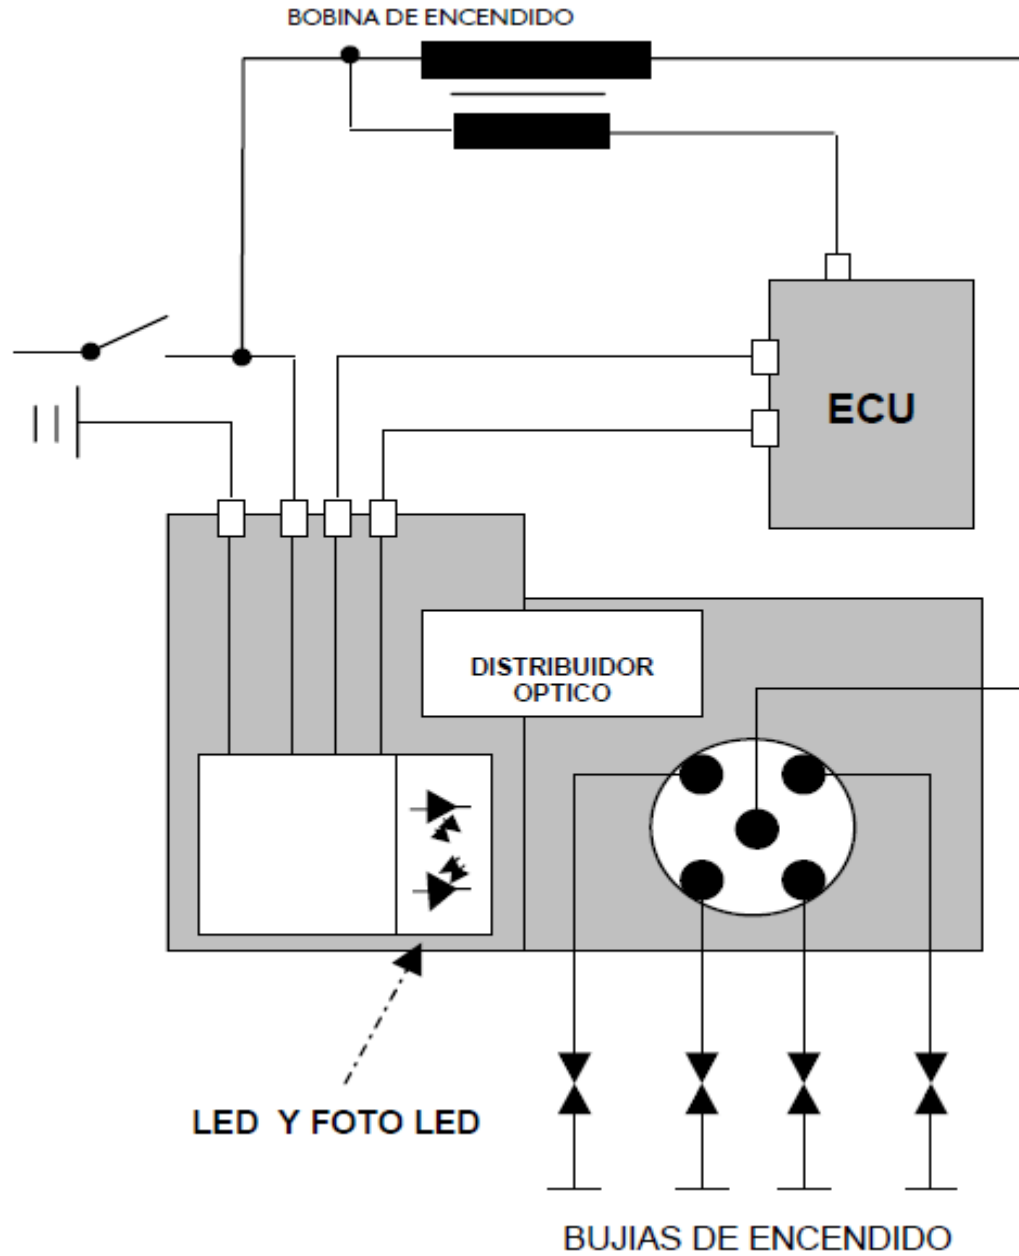 BOBINA DE ENCENDIDO
ECU
DISTRIBUIDOR
OPTICO
LED Y FOTO LED
BUJIAS DE ENCENDIDO